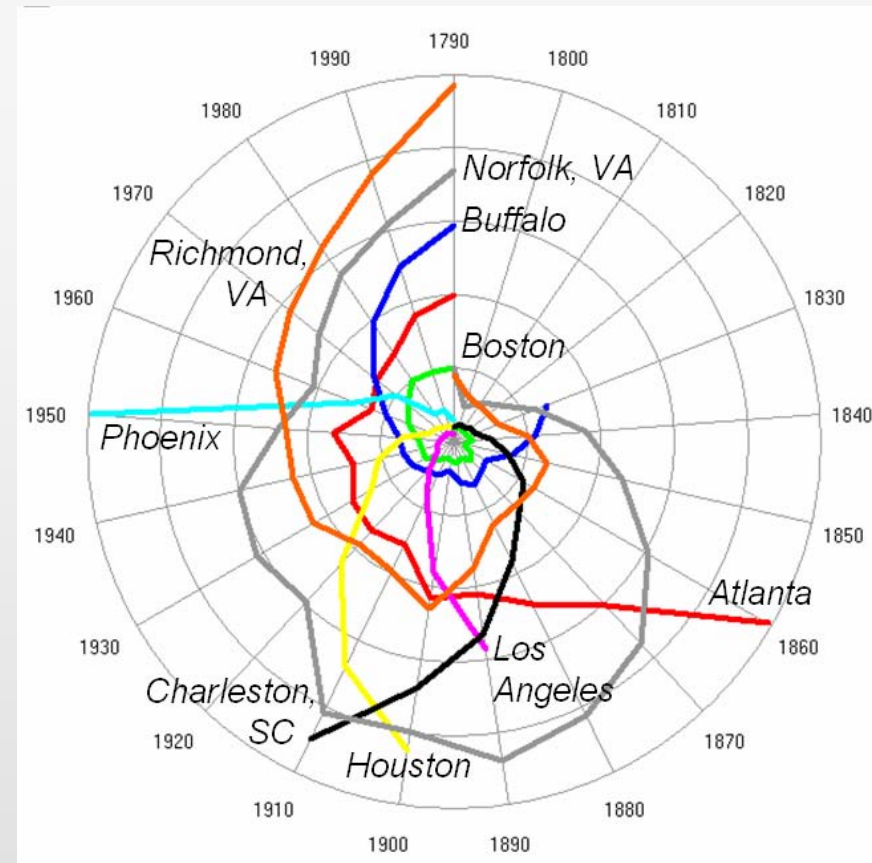 1790
1990
1800
1980
1810
Norfolk, VA
1970
1820
Buffalo
Richmond,
VA
1960
1830
Boston
1950
1840
Phoenix
1940
1850
Atlanta
1930
1860
Los
Angeles
Charleston,
SC
1920
1870
Houston
1910
1880
1900
1890